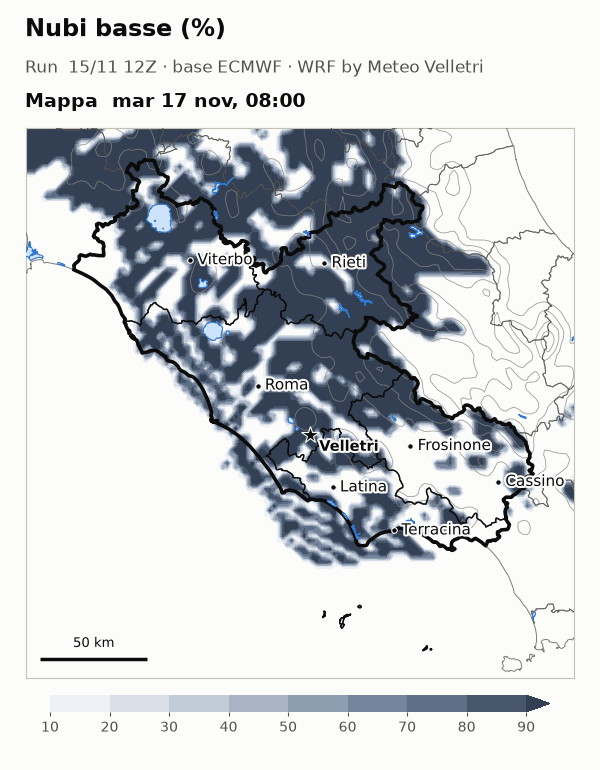 Nubi basse (%)
Run  15/11 12Z · base ECMWF · WRF by Meteo Velletri
Mappa  mar 17 nov, 08:00
Viterbo
Rieti
Roma
Velletri
Frosinone
Cassino
Latina
Terracina
50 km
10 20 30 40 50 60 70 80 90